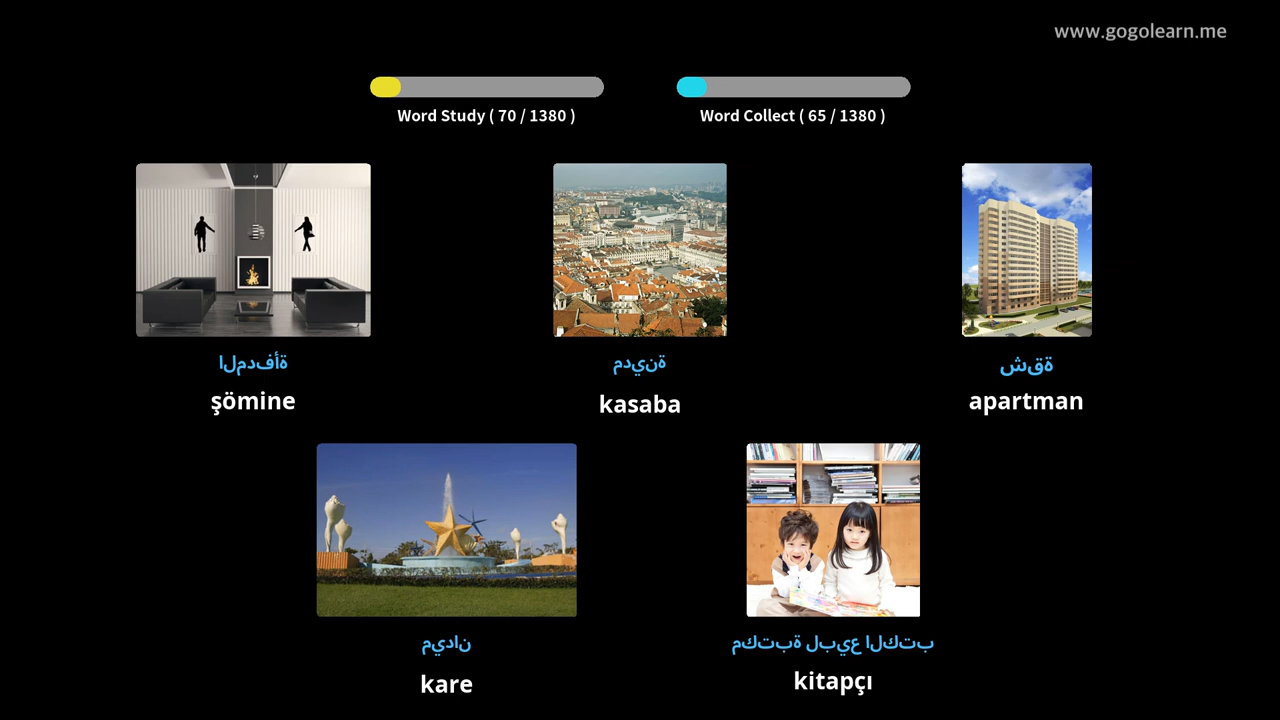 www.gogolearn.me
Word Study ( 70 / 1380 )
Word Collect ( 65 / 1380 )
المدفأة
şömine
مدينة
kasaba
شقة
apartman
ميدان
kare
مكتبة لبيع الكتب
kitapçı